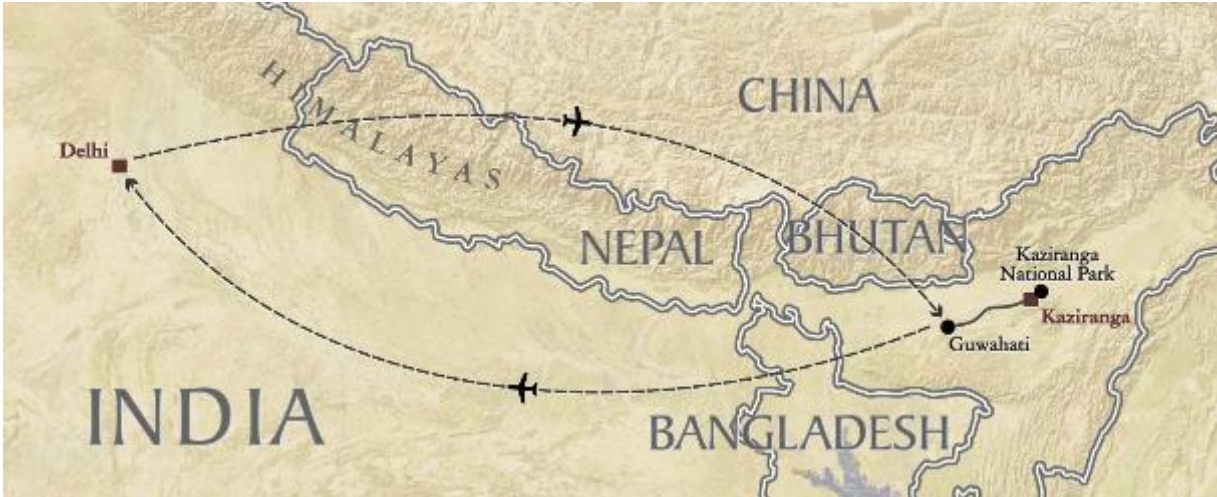 CHINA
HIMALAYAS
Delhi
NEPAL
BHUTAN
Kaziranga
National Park
Kaziranga
Guwahati
INDIA
BANGLADESH